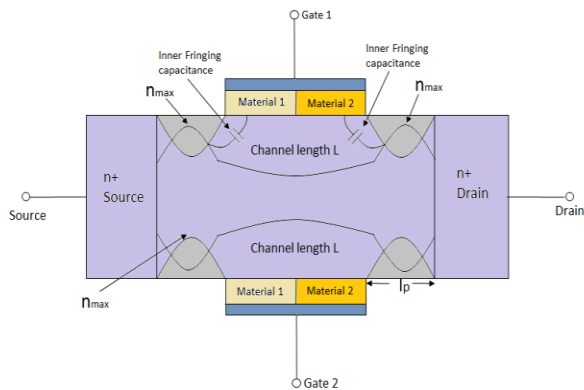 Gate 1
Inner Fringing
capacitance
Inner Fringing
capacitance
nmax
nmax
Material 1
Material 2
n+
Source
Channel length L
n+
Drain
Source
Drain
Channel length L
nmax
Material 1
Material 2
lp
Gate 2